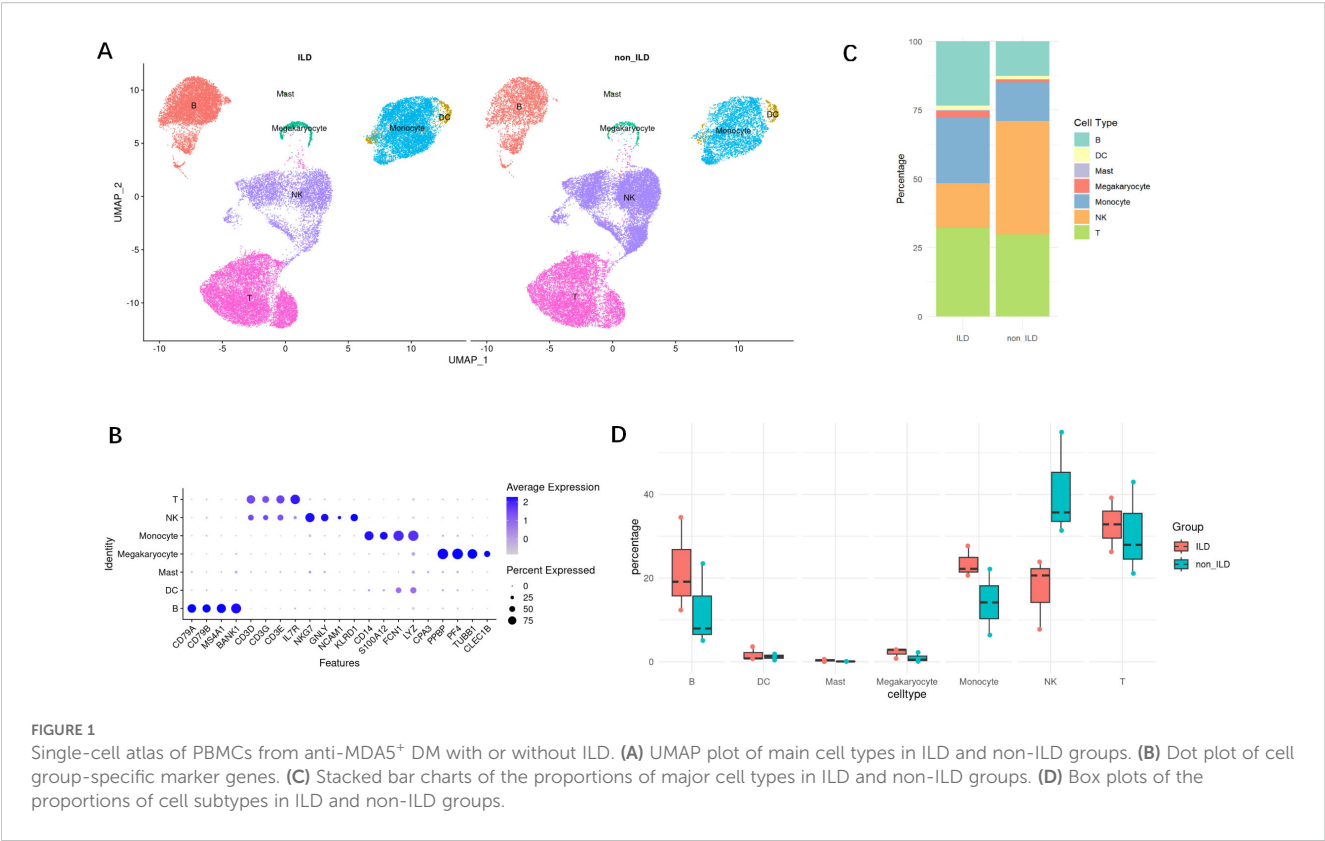 A
ILD
non_ILD
UMAP_2
10
5
0
-5
-10
B
Mast
Megakaryocyte
Monocyte
DC
NK
T
B
Mast
Megakaryocyte
Monocyte
DC
NK
T
-10
-5
0
5
10
-10
-5
0
5
10
UMAP_1
C
Percentage
100
75
50
25
0
ILD
non_ILD
Cell Type
B
DC
Mast
Megakaryocyte
Monocyte
NK
T
B
Identity
T
NK
Monocyte
Megakaryocyte
Mast
DC
B
CD79A
CD79B
MS4A1
BANK1
CD3D
CD3G
CD3E
IL7R
NKG7
GNLY
NCAM1
KLRD1
CD14
S100A12
FCN1
LYZ
CPA3
PPBP
PF4
TUBB1
CLEC1B
Features
Average Expression
2
1
0
Percent Expressed
0
25
50
75
D
percentage
40
20
0
B
DC
Mast
Megakaryocyte
Monocyte
NK
T
celltype
Group
ILD
non_ILD
FIGURE 1
Single-cell atlas of PBMCs from anti-MDA5⁺ DM with or without ILD. (A) UMAP plot of main cell types in ILD and non-ILD groups. (B) Dot plot of cell
group-specific marker genes. (C) Stacked bar charts of the proportions of major cell types in ILD and non-ILD groups. (D) Box plots of the
proportions of cell subtypes in ILD and non-ILD groups.